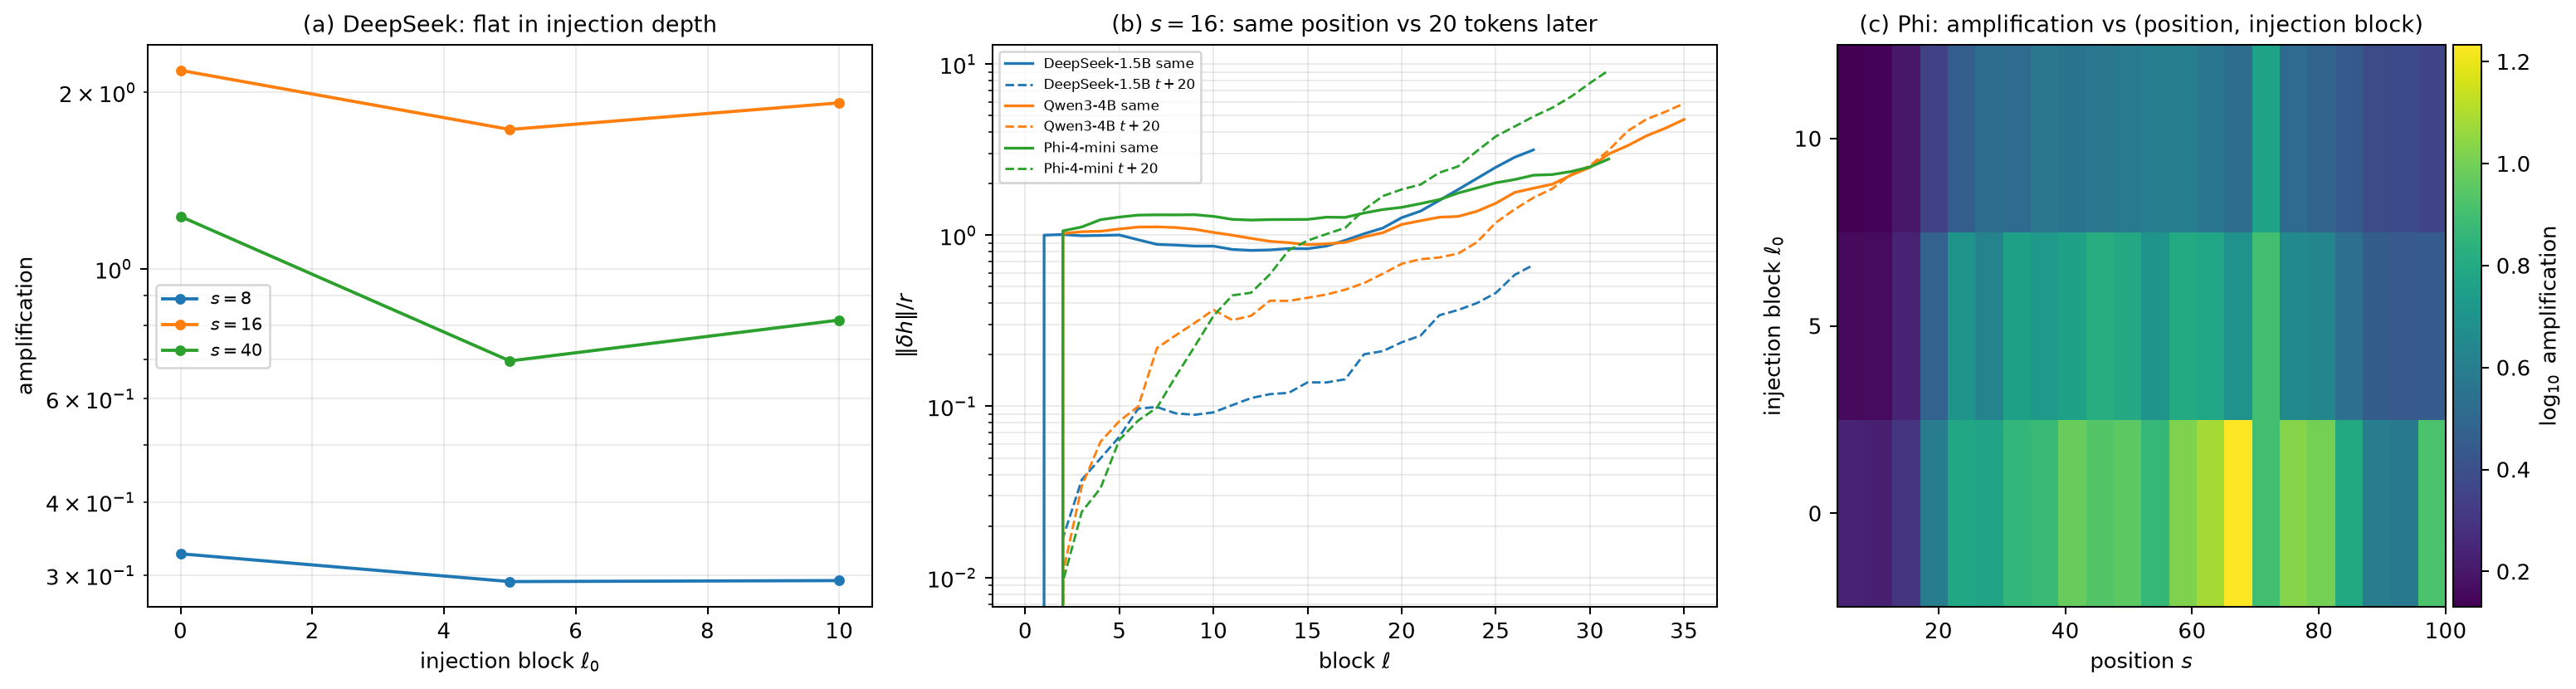 (a) DeepSeek: flat in injection depth
amplification
2 × 10⁰
10⁰
6 × 10⁻¹
4 × 10⁻¹
3 × 10⁻¹
s = 8
s = 16
s = 40
0 2 4 6 8 10
injection block ℓ₀
(b) s = 16: same position vs 20 tokens later
‖δh‖/r
10¹
10⁰
10⁻¹
10⁻²
DeepSeek-1.5B same
DeepSeek-1.5B t + 20
Qwen3-4B same
Qwen3-4B t + 20
Phi-4-mini same
Phi-4-mini t + 20
0 5 10 15 20 25 30 35
block ℓ
(c) Phi: amplification vs (position, injection block)
injection block ℓ₀
10
5
0
20 40 60 80 100
position s
1.2
1.0
0.8
0.6
0.4
0.2
log₁₀ amplification